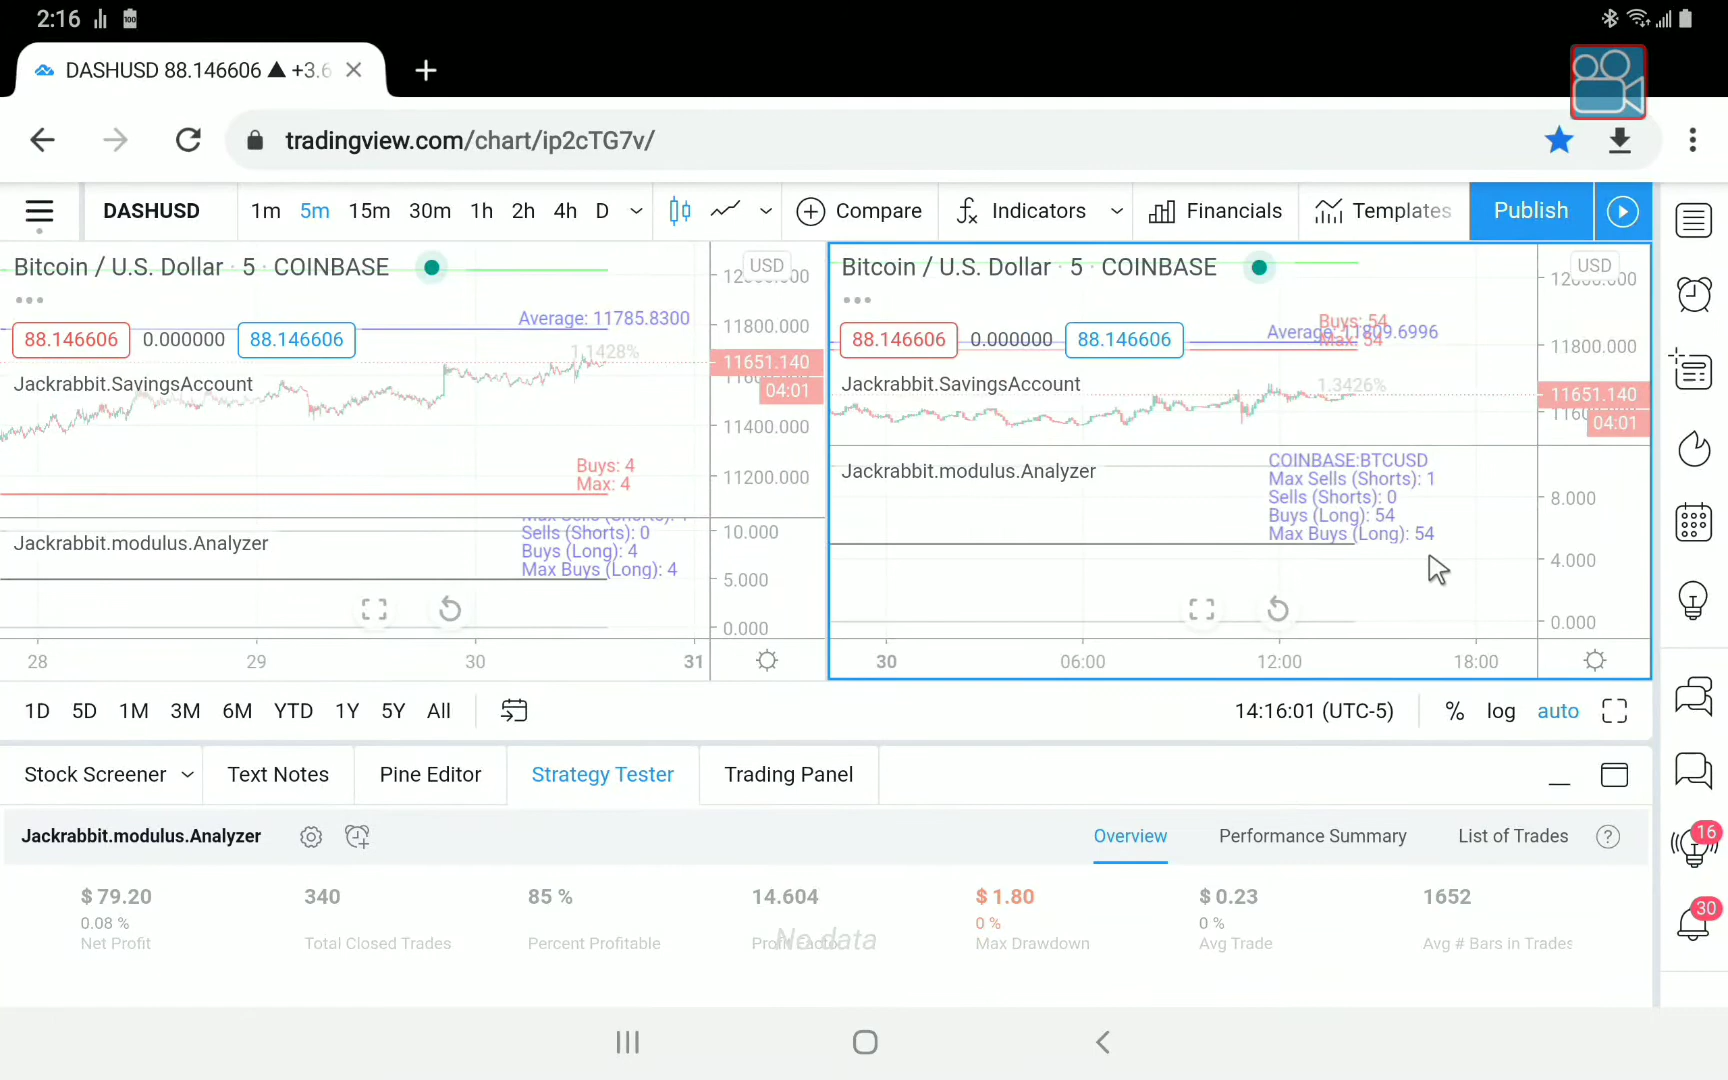 2:16
100
DASHUSD 88.146606 ▲ +3.6
tradingview.com/chart/ip2cTG7v/
DASHUSD 1m 5m 15m 30m 1h 2h 4h D Compare Indicators Financials Templates Publish
Bitcoin / U.S. Dollar · 5 · COINBASE
USD
88.146606 0.000000 88.146606
Average: 11785.8300
11800.000
1.1428%
11651.140
04:01
Jackrabbit.SavingsAccount
11400.000
Buys: 4
Max: 4
11200.000
Sells (Shorts): 0
Buys (Long): 4
Max Buys (Long): 4
Jackrabbit.modulus.Analyzer
10.000
5.000
0.000
28 29 30 31
Bitcoin / U.S. Dollar · 5 · COINBASE
USD
88.146606 0.000000 88.146606
Buys: 54
Average: 11809.6996
Max: 54
11800.000
Jackrabbit.SavingsAccount
1.3426%
11651.140
04:01
Jackrabbit.modulus.Analyzer
COINBASE:BTCUSD
Max Sells (Shorts): 1
Sells (Shorts): 0
Buys (Long): 54
Max Buys (Long): 54
8.000
4.000
0.000
30 06:00 12:00 18:00
1D 5D 1M 3M 6M YTD 1Y 5Y All
14:16:01 (UTC-5) % log auto
Stock Screener Text Notes Pine Editor Strategy Tester Trading Panel
Jackrabbit.modulus.Analyzer
Overview Performance Summary List of Trades
$ 79.20 340 85 % 14.604 $ 1.80 $ 0.23 1652
0.08 % 0 % 0 %
Net Profit Total Closed Trades Percent Profitable Profit Factor Max Drawdown Avg Trade Avg # Bars in Trades
No data
16
30